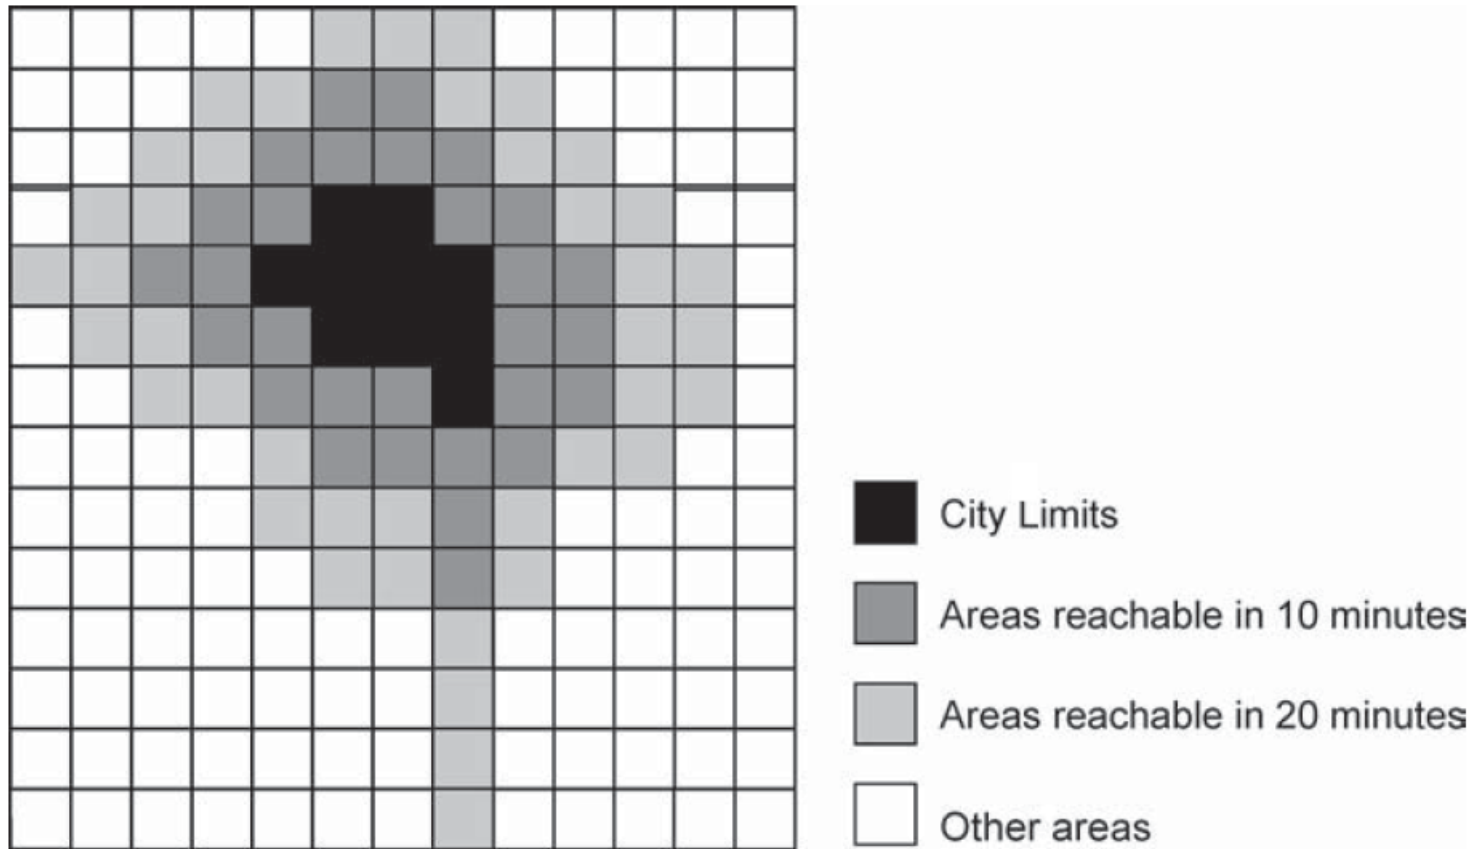 City Limits
Areas reachable in 10 minutes
Areas reachable in 20 minutes
Other areas